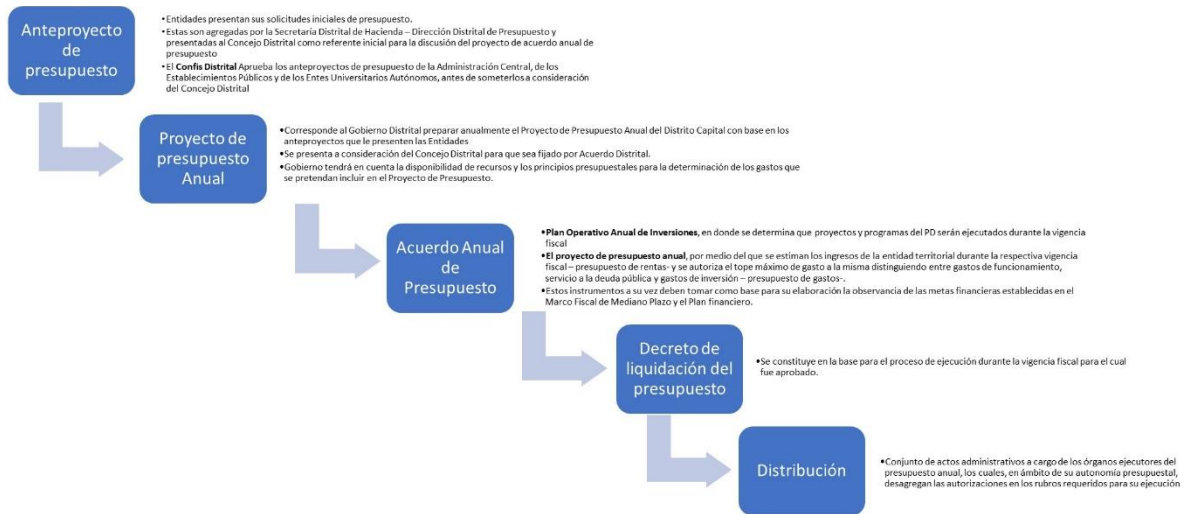 Anteproyecto
de
presupuesto
•Entidades presentan sus solicitudes iniciales de presupuesto.
•Estas son agregadas por la Secretaría Distrital de Hacienda – Dirección Distrital de Presupuesto y
presentadas al Concejo Distrital como referente inicial para la discusión del proyecto de acuerdo anual de
presupuesto
•El Confis Distrital Aprueba los anteproyectos de presupuesto de la Administración Central, de los
Establecimientos Públicos y de los Entes Universitarios Autónomos, antes de someterlos a consideración
del Concejo Distrital
Proyecto de
presupuesto
Anual
•Corresponde al Gobierno Distrital preparar anualmente el Proyecto de Presupuesto Anual del Distrito Capital con base en los
anteproyectos que le presenten las Entidades
•Se presenta a consideración del Concejo Distrital para que sea fijado por Acuerdo Distrital.
•Gobierno tendrá en cuenta la disponibilidad de recursos y los principios presupuestales para la determinación de los gastos que
se pretendan incluir en el Proyecto de Presupuesto.
Acuerdo Anual
de
Presupuesto
•Plan Operativo Anual de Inversiones, en donde se determina que proyectos y programas del PD serán ejecutados durante la vigencia
fiscal
•El proyecto de presupuesto anual, por medio del que se estiman los ingresos de la entidad territorial durante la respectiva vigencia
fiscal – presupuesto de rentas- y se autoriza el tope máximo de gasto a la misma distinguiendo entre gastos de funcionamiento,
servicio a la deuda pública y gastos de inversión – presupuesto de gastos-.
•Estos instrumentos a su vez deben tomar como base para su elaboración la observancia de las metas financieras establecidas en el
Marco Fiscal de Mediano Plazo y el Plan financiero.
Decreto de
liquidación del
presupuesto
•Se constituye en la base para el proceso de ejecución durante la vigencia fiscal para el cual
fue aprobado.
Distribución
•Conjunto de actos administrativos a cargo de los órganos ejecutores del
presupuesto anual, los cuales, en ámbito de su autonomía presupuestal,
desagregan las autorizaciones en los rubros requeridos para su ejecución